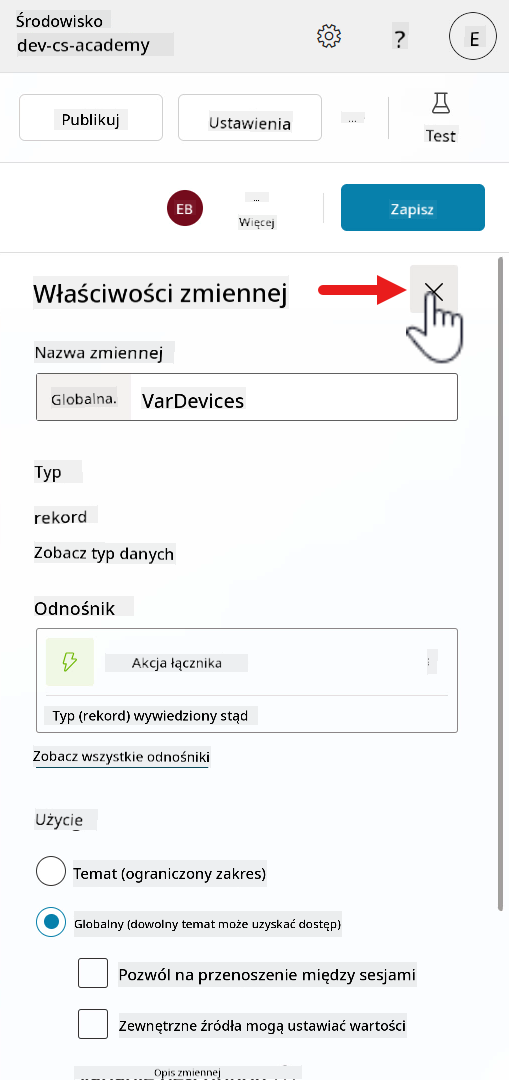 Środowisko
dev-cs-academy
?
E
Publikuj
Ustawienia
...
Test
EB
...
Więcej
Zapisz
Właściwości zmiennej
Nazwa zmiennej
Globalna.
VarDevices
Typ
rekord
Zobacz typ danych
Odnośnik
Akcja łącznika
Typ (rekord) wywiedziony stąd
Zobacz wszystkie odnośniki
Użycie
Temat (ograniczony zakres)
Globalny (dowolny temat może uzyskać dostęp)
Pozwól na przenoszenie między sesjami
Zewnętrzne źródła mogą ustawiać wartości
Opis zmiennej